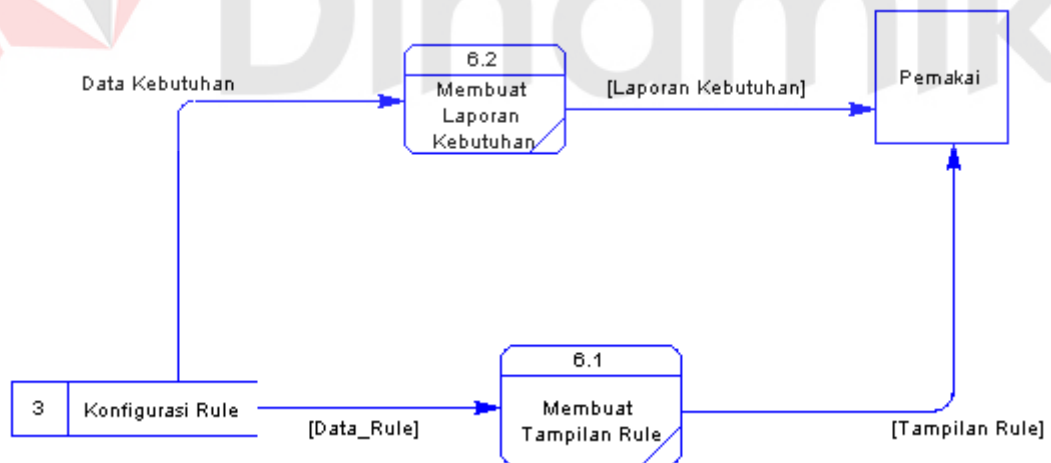 Dinamik
6.2
Data Kebutuhan
Membuat
Laporan
Kebutuhan
[Laporan Kebutuhan]
Pemakai
6.1
3
Konfigurasi Rule
[Data_Rule]
Membuat
Tampilan Rule
[Tampilan Rule]